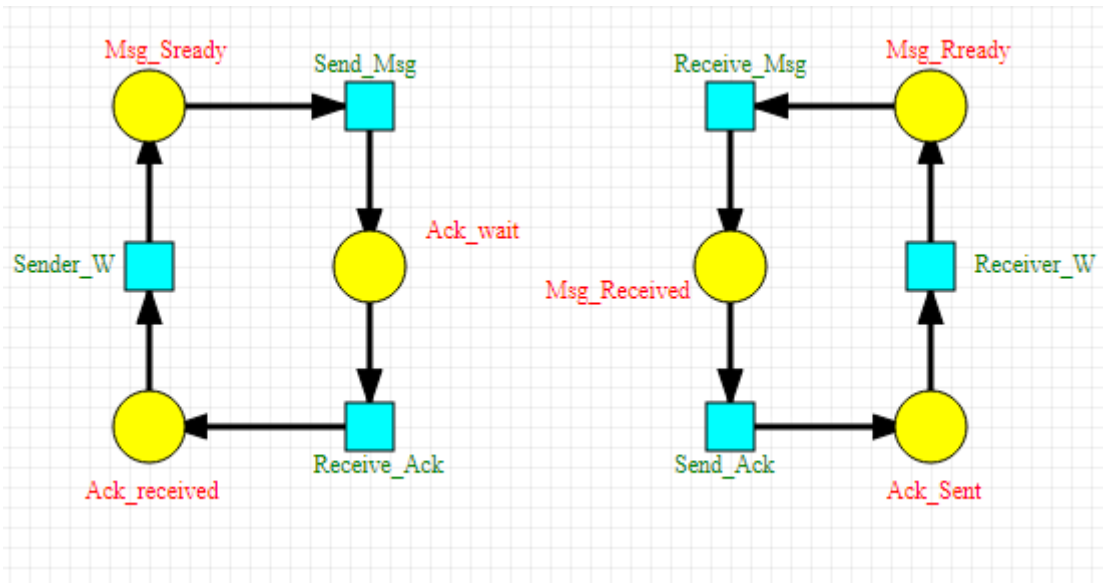 Msg_Sready
Send_Msg
Receive_Msg
Msg_Rready
Ack_wait
Sender_W
Receiver_W
Msg_Received
Receive_Ack
Send_Ack
Ack_received
Ack_Sent